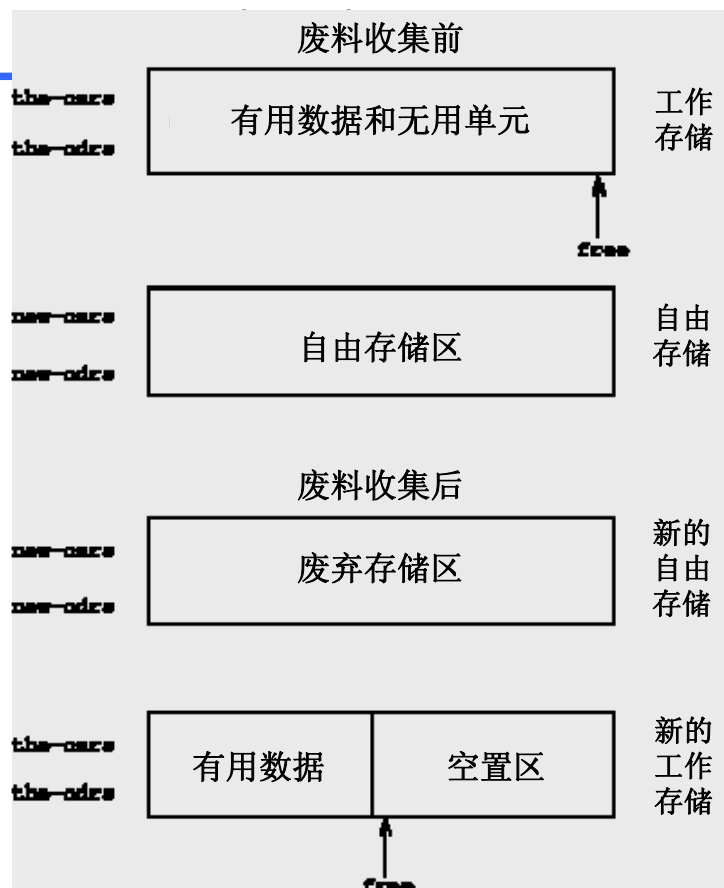 废料收集前
the-cars
the-cdrs
有用数据和无用单元
工作
存储
free
new-cars
new-cdrs
自由存储区
自由
存储
废料收集后
new-cars
new-cdrs
废弃存储区
新的
自由
存储
the-cars
the-cdrs
有用数据
空置区
新的
工作
存储
free